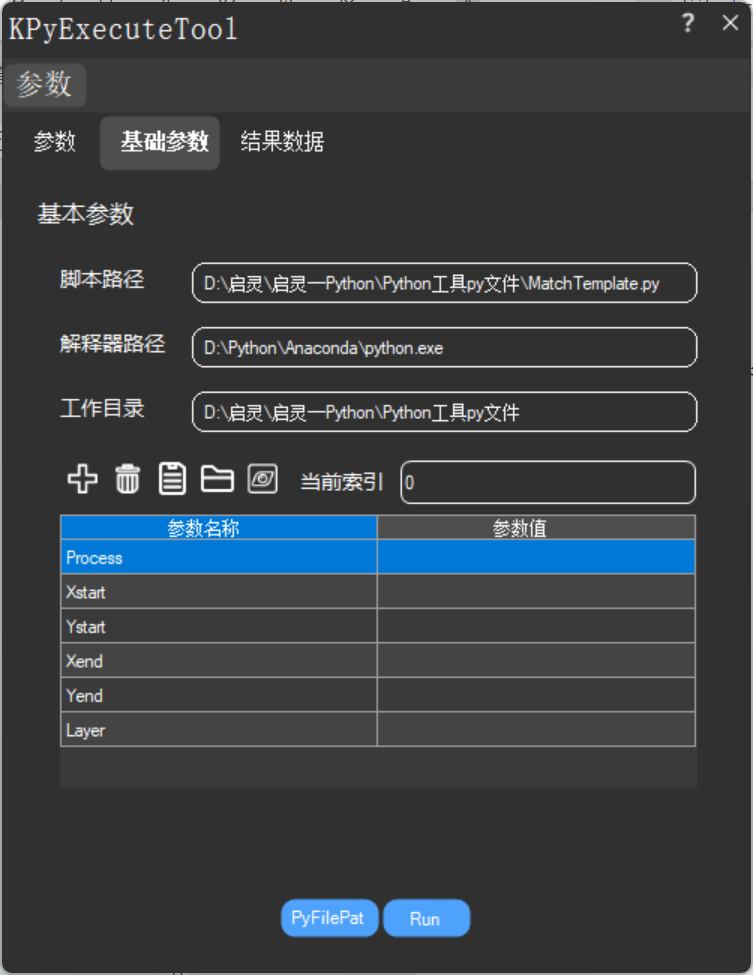 KPyExecuteTool ? ×
参数
参数 基础参数 结果数据
基本参数
脚本路径 D:\启灵\启灵一Python\Python工具py文件\MatchTemplate.py
解释器路径 D:\Python\Anaconda\python.exe
工作目录 D:\启灵\启灵一Python\Python工具py文件
当前索引 0
参数名称 参数值
Process
Xstart
Ystart
Xend
Yend
Layer
PyFilePat Run